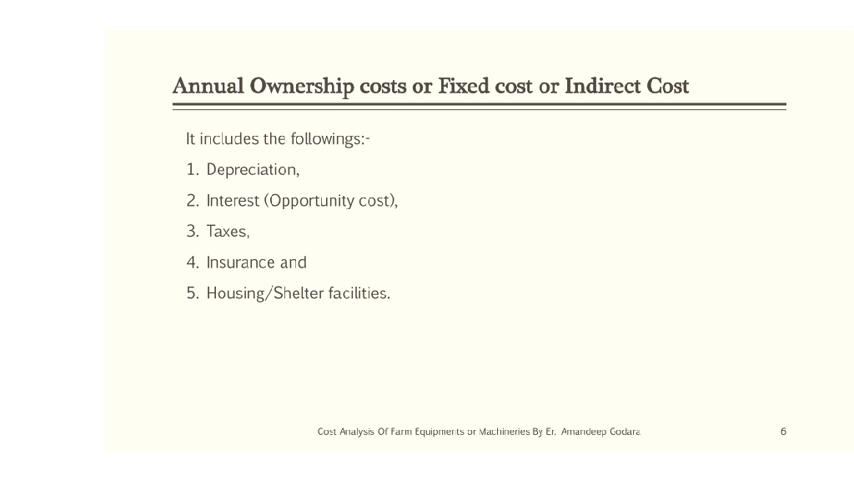 Annual Ownership costs or Fixed cost or Indirect Cost
It includes the followings:-
1. Depreciation,
2. Interest (Opportunity cost),
3. Taxes,
4. Insurance and
5. Housing/Shelter facilities.
Cost Analysis Of Farm Equipments or Machineries By Er. Amandeep Godara 6